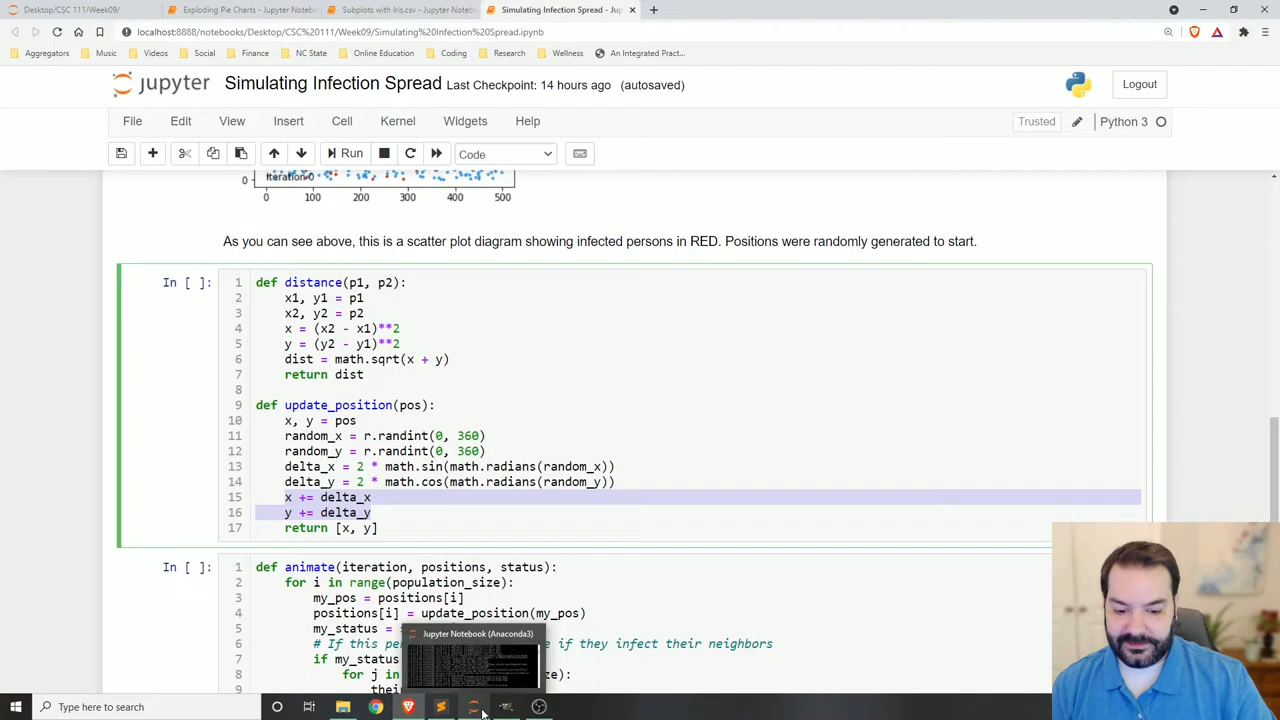 Desktop/CSC 111/Week09/
Exploding Pie Charts - Jupyter Noteb
Subplots with Iris.csv - Jupyter Notel
Simulating Infection Spread - Jup
localhost:8888/notebooks/Desktop/CSC%20111/Week09/Simulating%20Infection%20Spread.ipynb
Aggregators Music Videos Social Finance NC State Online Education Coding Research Wellness An Integrated Pract...
jupyter Simulating Infection Spread Last Checkpoint: 14 hours ago (autosaved) Logout
File Edit View Insert Cell Kernel Widgets Help Trusted Python 3
Run Code
0 Iteration 0
0 100 200 300 400 500
As you can see above, this is a scatter plot diagram showing infected persons in RED. Positions were randomly generated to start.
In [ ]: 1 def distance(p1, p2):
2 x1, y1 = p1
3 x2, y2 = p2
4 x = (x2 - x1)**2
5 y = (y2 - y1)**2
6 dist = math.sqrt(x + y)
7 return dist
8
9 def update_position(pos):
10 x, y = pos
11 random_x = r.randint(0, 360)
12 random_y = r.randint(0, 360)
13 delta_x = 2 * math.sin(math.radians(random_x))
14 delta_y = 2 * math.cos(math.radians(random_y))
15 x += delta_x
16 y += delta_y
17 return [x, y]
In [ ]: 1 def animate(iteration, positions, status):
2 for i in range(population_size):
3 my_pos = positions[i]
4 positions[i] = update_position(my_pos)
5 my_status =
Jupyter Notebook (Anaconda3)
6 # If this pe e if they infect their neighbors
7 if my_status
8 for j in ze):
9 thei
Type here to search